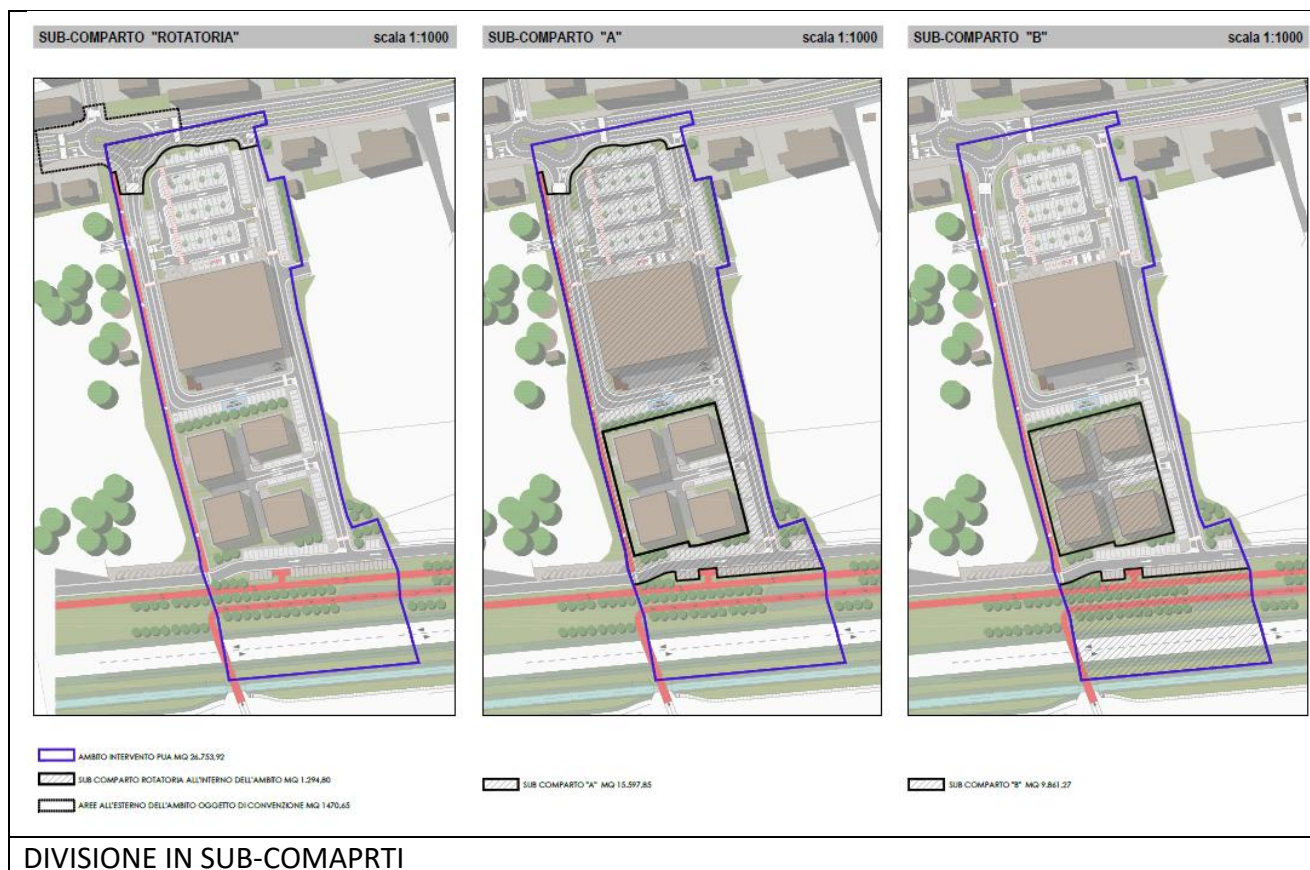 SUB-COMPARTO "ROTATORIA" scala 1:1000
SUB-COMPARTO "A" scala 1:1000
SUB-COMPARTO "B" scala 1:1000
AMBITO INTERVENTO PUA MQ 26.753,92
SUB COMPARTO ROTATORIA ALL'INTERNO DELL'AMBITO MQ 1.294,80
AREE ALL'ESTERNO DELL'AMBITO OGGETTO DI CONVENZIONE MQ 1470,65
SUB COMPARTO "A" MQ 15.597,85
SUB COMPARTO "B" MQ 9.861,27
DIVISIONE IN SUB-COMAPRTI